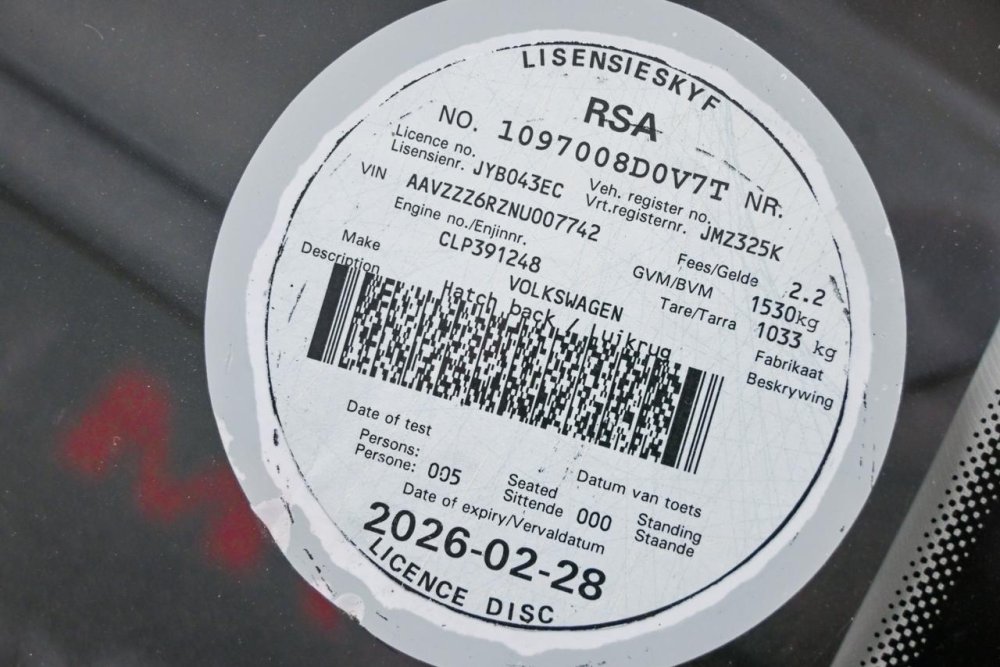 LISENSIESKYF
RSA
NO. 1097008D0V7T NR.
Licence no. Veh. register no.
Lisensienr. JYB043EC Vrt.registernr. JMZ325K
VIN AAVZZZ6RZNU007742
Engine no./Enjinnr. Fees/Gelde 2.2
CLP391248 GVM/BVM 1530kg
Tare/Tarra 1033 kg
Make VOLKSWAGEN Fabrikaat
Description Hatch back / Luikrug Beskrywing
Date of test Datum van toets
Persons: Seated Standing
Persone: 005 Sittende 000 Staande
Date of expiry/Vervaldatum
2026-02-28
LICENCE DISC